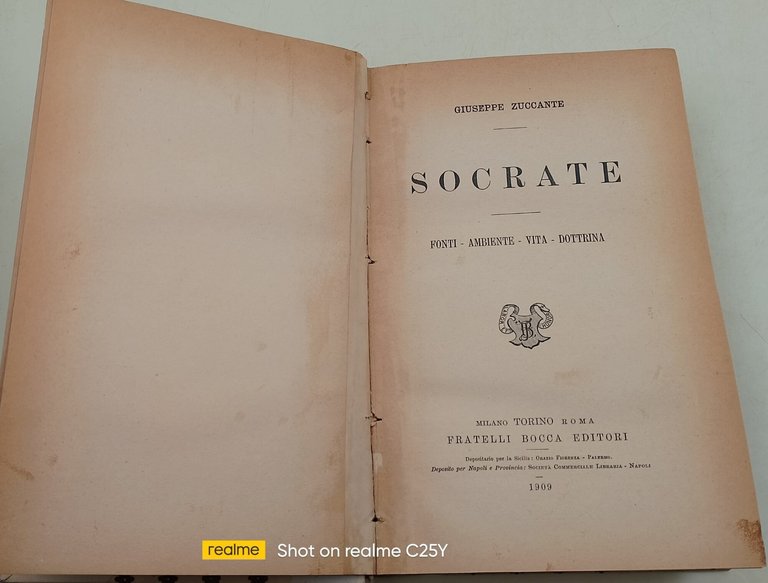 GIUSEPPE ZUCCANTE
SOCRATE
FONTI - AMBIENTE - VITA - DOTTRINA
MILANO TORINO ROMA
FRATELLI BOCCA EDITORI
Depositario per la Sicilia: ORAZIO FIORENZA - PALERMO.
Deposito per Napoli e Provincia: SOCIETÀ COMMERCIALE LIBRARIA - NAPOLI
1909
realme Shot on realme C25Y